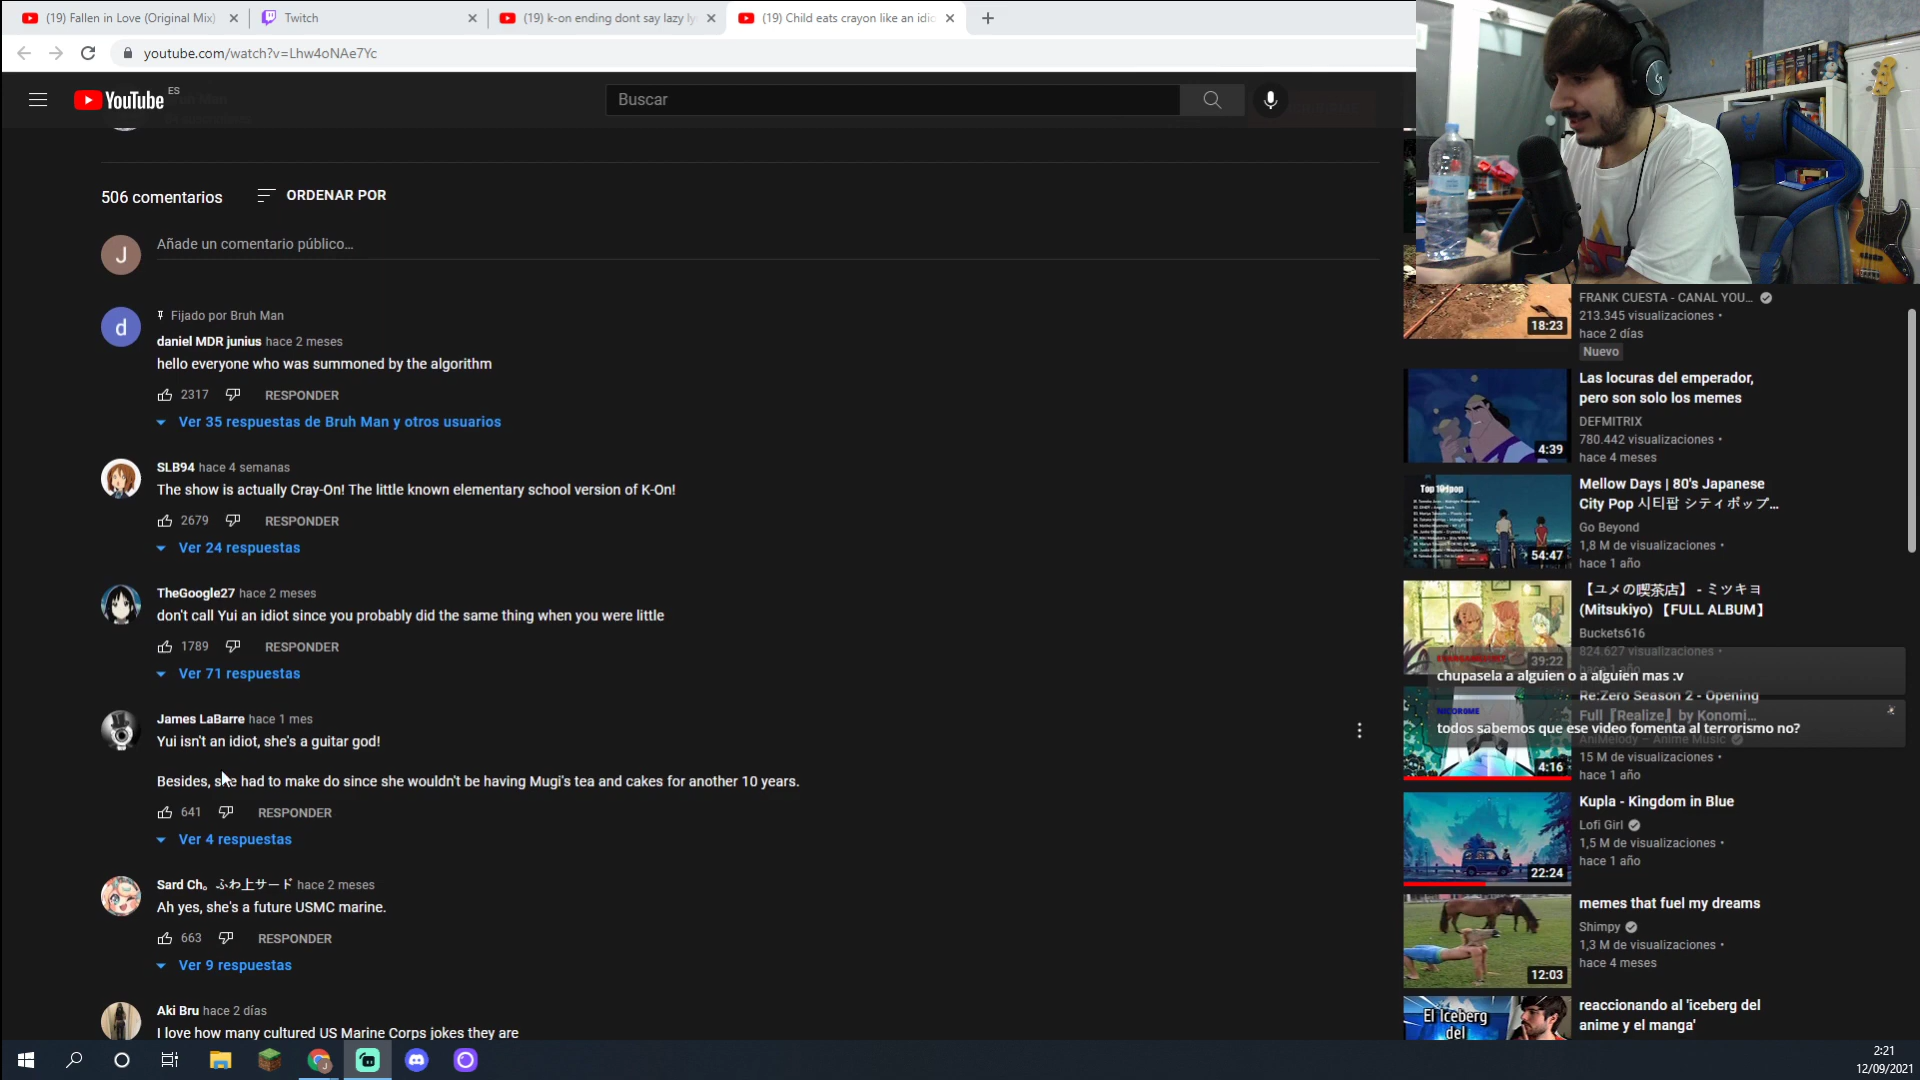 (19) Fallen in Love (Original Mix)
Twitch
(19) k-on ending dont say lazy ly
(19) Child eats crayon like an idio
youtube.com/watch?v=Lhw4oNAe7Yc
YouTube
ES
Buscar
506 comentarios
ORDENAR POR
J
Añade un comentario público...
d
Fijado por Bruh Man
daniel MDR junius hace 2 meses
hello everyone who was summoned by the algorithm
2317
RESPONDER
Ver 35 respuestas de Bruh Man y otros usuarios
SLB94 hace 4 semanas
The show is actually Cray-On! The little known elementary school version of K-On!
2679
RESPONDER
Ver 24 respuestas
TheGoogle27 hace 2 meses
don't call Yui an idiot since you probably did the same thing when you were little
1789
RESPONDER
Ver 71 respuestas
James LaBarre hace 1 mes
Yui isn't an idiot, she's a guitar god!
Besides, she had to make do since she wouldn't be having Mugi's tea and cakes for another 10 years.
641
RESPONDER
Ver 4 respuestas
Sard Ch。ふわ上サード hace 2 meses
Ah yes, she's a future USMC marine.
663
RESPONDER
Ver 9 respuestas
Aki Bru hace 2 días
I love how many cultured US Marine Corps jokes they are
18:23
FRANK CUESTA - CANAL YOU...
213.345 visualizaciones •
hace 2 días
Nuevo
4:39
Las locuras del emperador,
pero son solo los memes
DEFMITRIX
780.442 visualizaciones •
hace 4 meses
54:47
Mellow Days | 80's Japanese
City Pop 시티팝 シティポップ...
Go Beyond
1,8 M de visualizaciones •
hace 1 año
39:22
【ユメの喫茶店】 - ミツキヨ
(Mitsukiyo) 【FULL ALBUM】
Buckets616
824.627 visualizaciones •
hace 1 año
chupasela a alguien o a alguien mas :v
4:16
Re:Zero Season 2 - Opening
Full『Realize』by Konomi...
NICOROME
todos sabemos que ese video fomenta al terrorismo no?
AniMelody – Anime Music
15 M de visualizaciones •
hace 1 año
22:24
Kupla - Kingdom in Blue
Lofi Girl
1,5 M de visualizaciones •
hace 1 año
12:03
memes that fuel my dreams
Shimpy
1,3 M de visualizaciones •
hace 4 meses
El Iceberg
del
reaccionando al 'iceberg del
anime y el manga'
2:21
12/09/2021